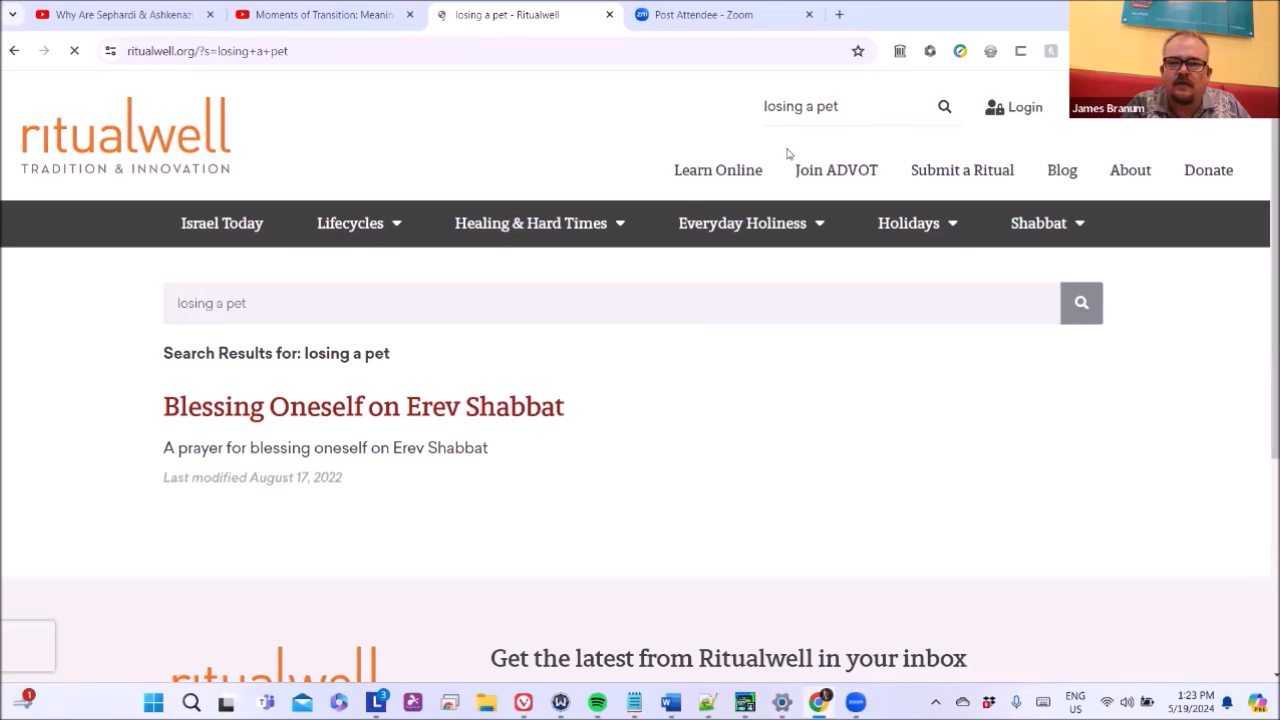 Why Are Sephardi & Ashkenaz
Moments of Transition: Meanin
losing a pet - Ritualwell
Post Attendee - Zoom
ritualwell.org/?s=losing+a+pet
James Branum
ritualwell
TRADITION & INNOVATION
losing a pet
Login
Learn Online
Join ADVOT
Submit a Ritual
Blog
About
Donate
Israel Today
Lifecycles
Healing & Hard Times
Everyday Holiness
Holidays
Shabbat
losing a pet
Search Results for: losing a pet
Blessing Oneself on Erev Shabbat
A prayer for blessing oneself on Erev Shabbat
Last modified August 17, 2022
ritualwell
Get the latest from Ritualwell in your inbox
1
3
ENG
US
1:23 PM
5/19/2024